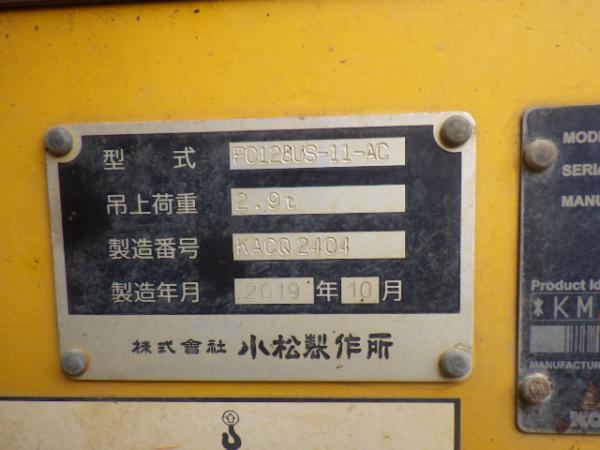 型式 PC128US-11-AC
吊上荷重 2.9t
製造番号 KACQ2404
製造年月 2019年10月
株式會社 小松製作所
MODE
SERIA
MANU
Product Id
*KM
MANUFACTUR